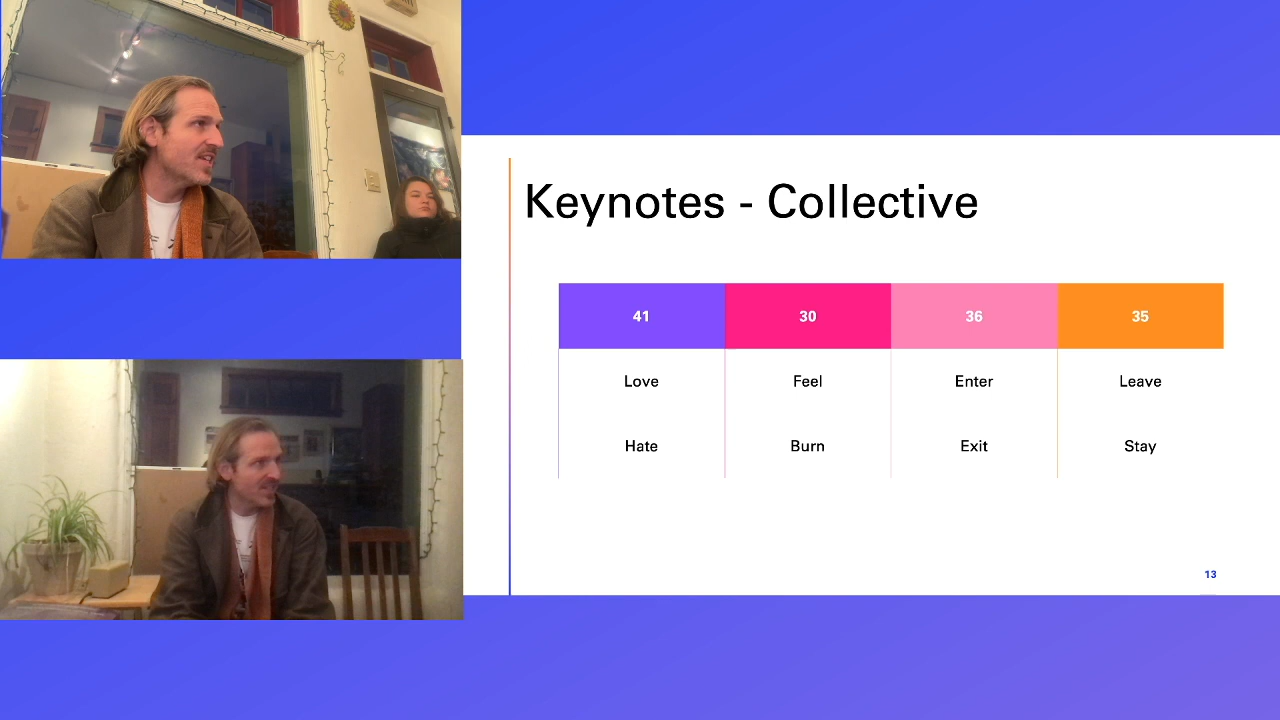 Keynotes - Collective
41 30 36 35
Love Feel Enter Leave
Hate Burn Exit Stay
13